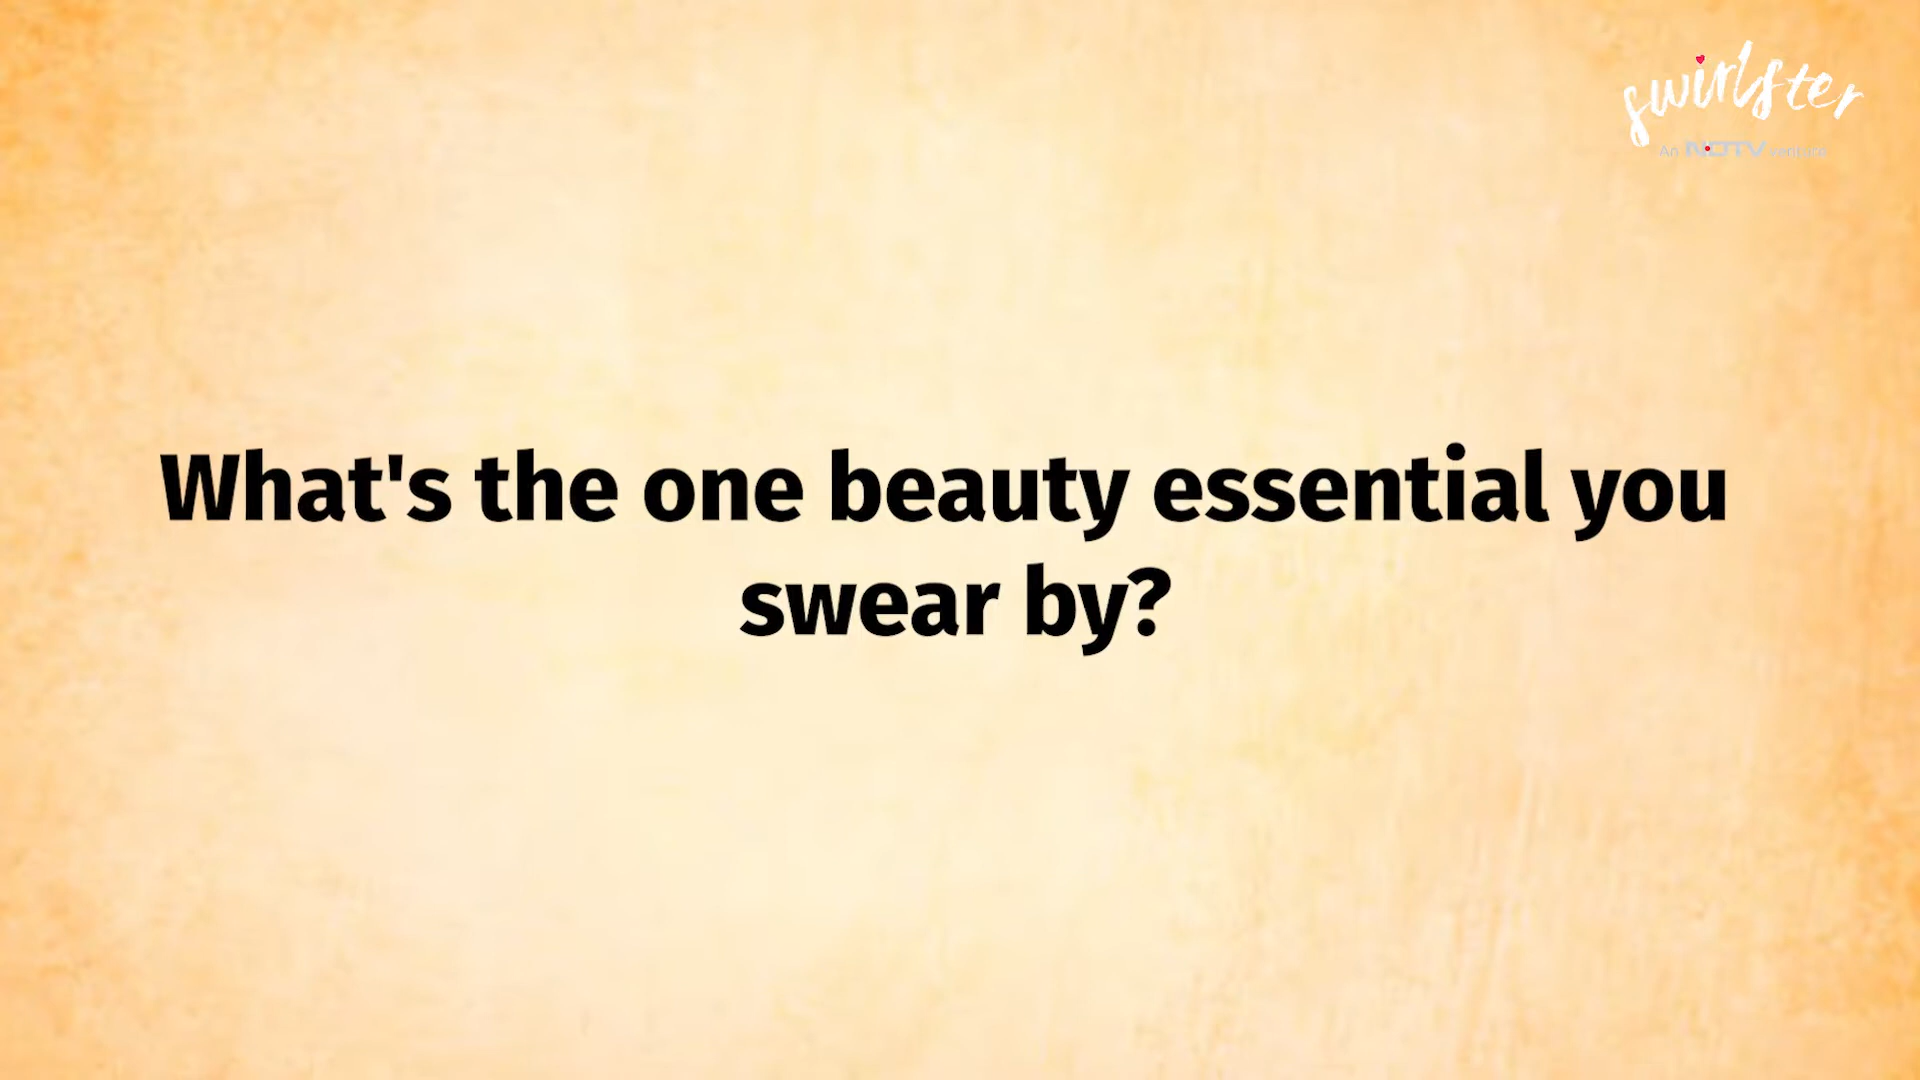 swirlster
An NDTV venture
What's the one beauty essential you
swear by?